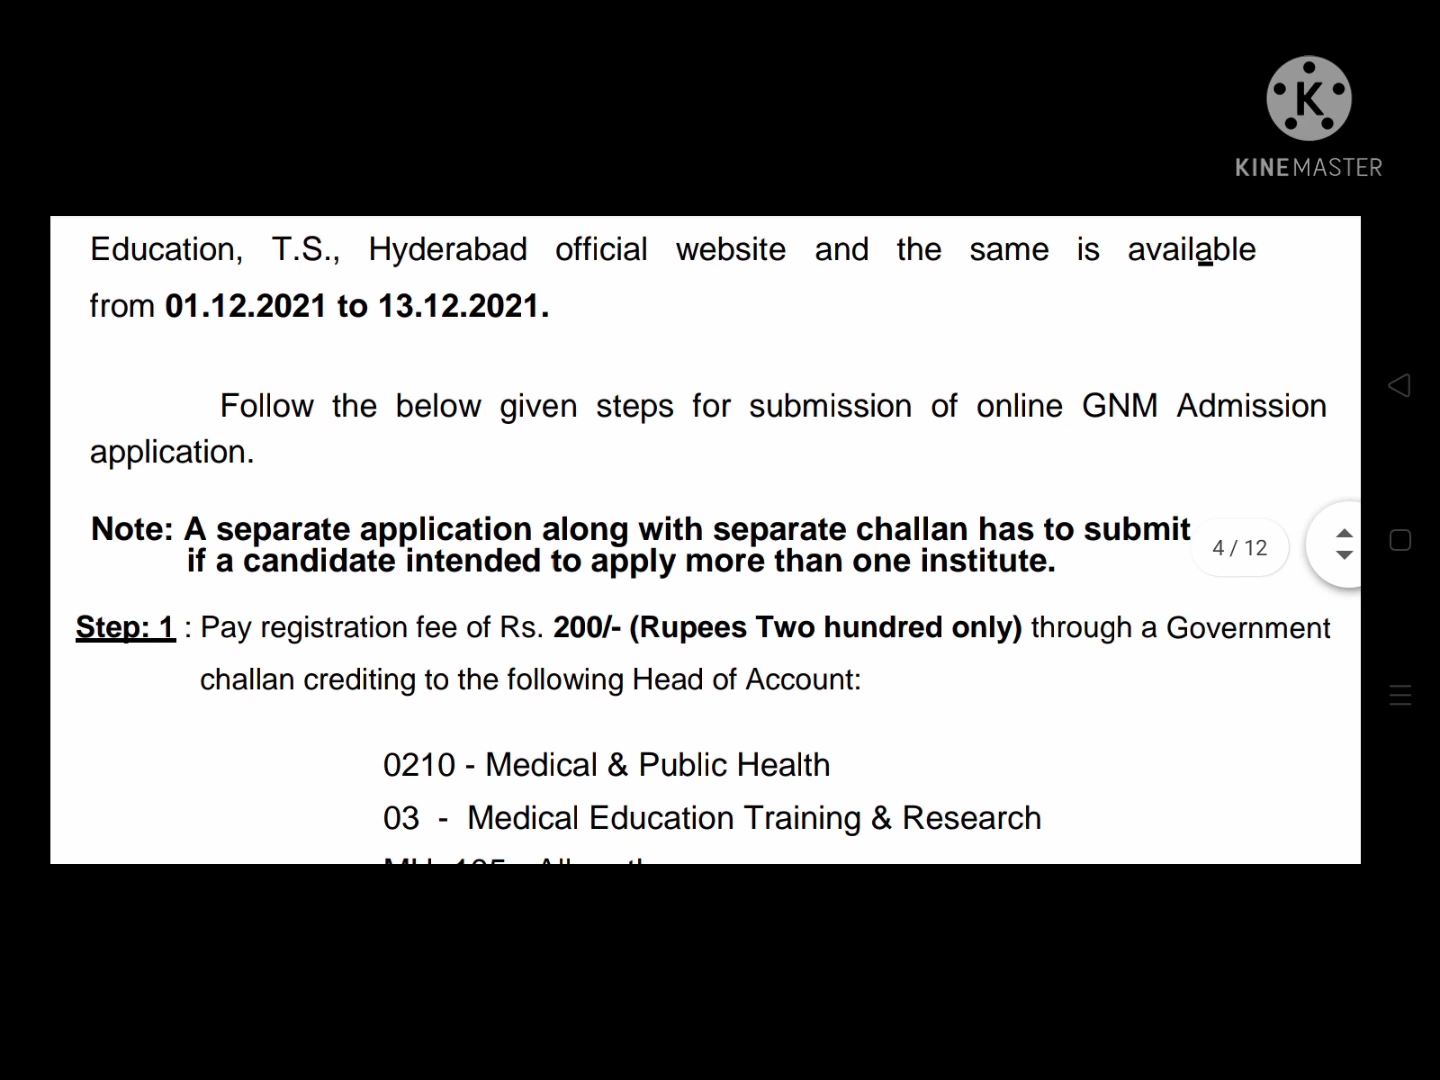 K
KINEMASTER
Education, T.S., Hyderabad official website and the same is available
from 01.12.2021 to 13.12.2021.
Follow the below given steps for submission of online GNM Admission
application.
Note: A separate application along with separate challan has to submit
if a candidate intended to apply more than one institute.
4 / 12
Step: 1 : Pay registration fee of Rs. 200/- (Rupees Two hundred only) through a Government
challan crediting to the following Head of Account:
0210 - Medical & Public Health
03 - Medical Education Training & Research